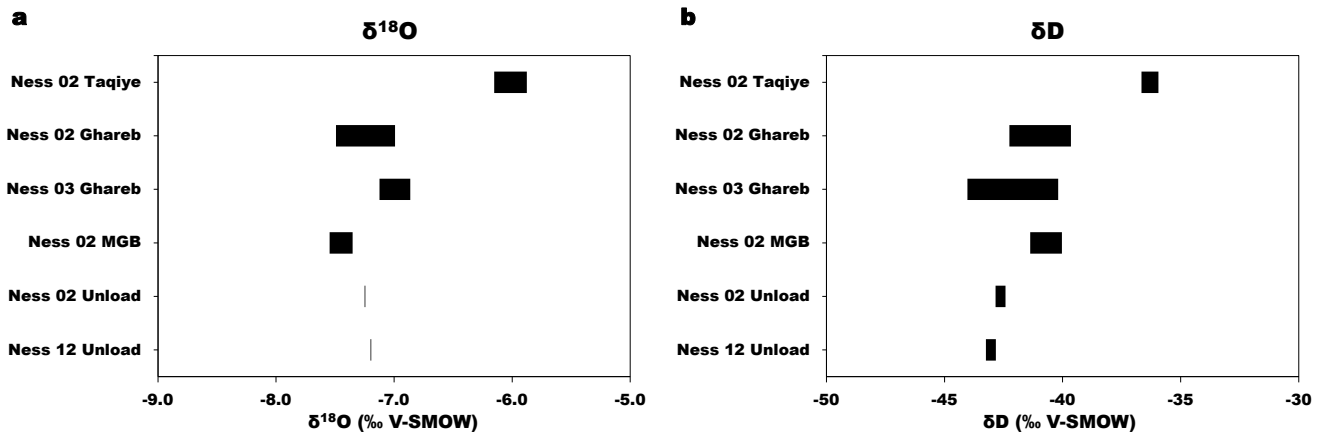 a
δ¹⁸O
Ness 02 Taqiye
Ness 02 Ghareb
Ness 03 Ghareb
Ness 02 MGB
Ness 02 Unload
Ness 12 Unload
-9.0 -8.0 -7.0 -6.0 -5.0
δ¹⁸O (‰ V-SMOW)
b
δD
Ness 02 Taqiye
Ness 02 Ghareb
Ness 03 Ghareb
Ness 02 MGB
Ness 02 Unload
Ness 12 Unload
-50 -45 -40 -35 -30
δD (‰ V-SMOW)